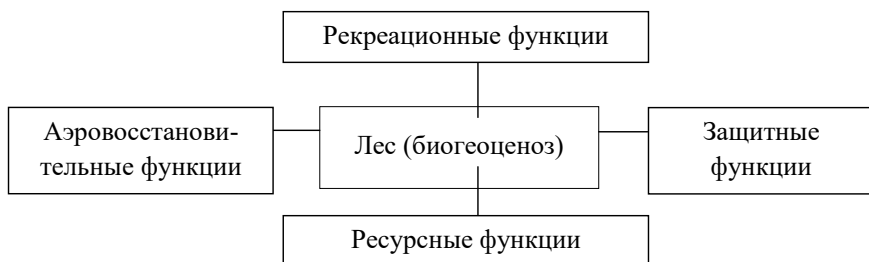 Рекреационные функции
Аэровосстанови-
тельные функции
Лес (биогеоценоз)
Защитные
функции
Ресурсные функции